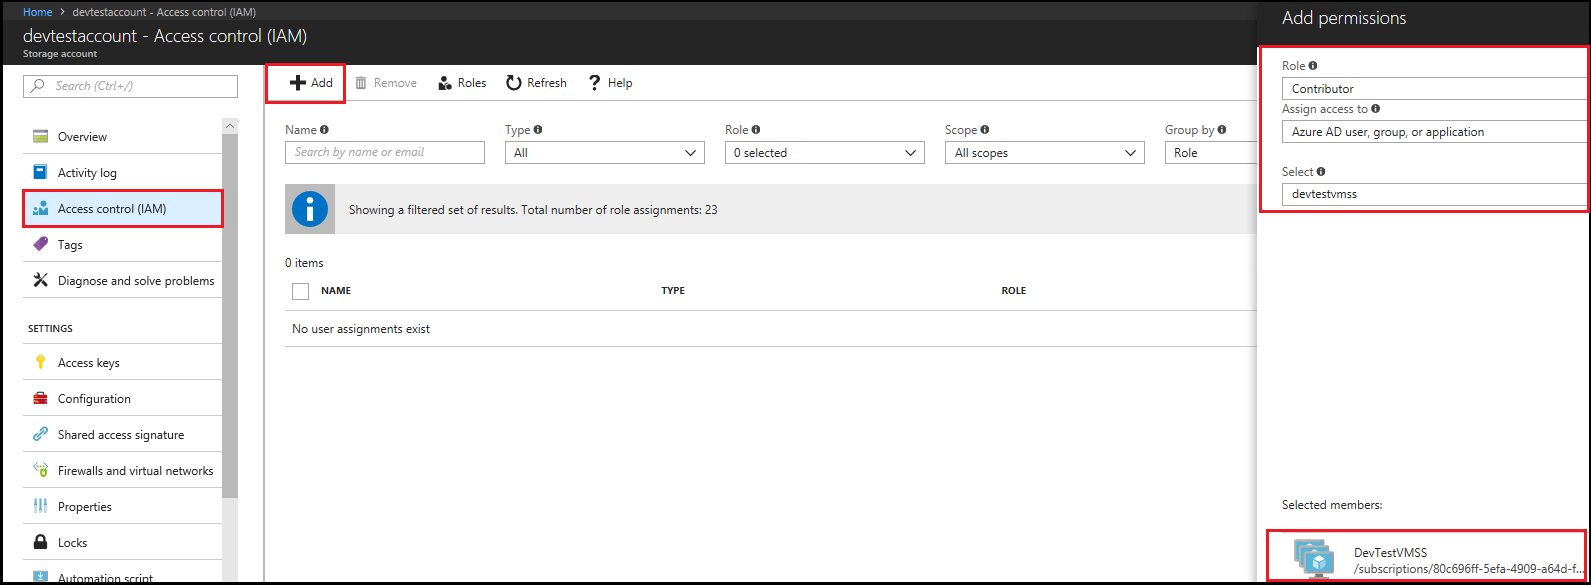 Home > devtestaccount - Access control (IAM)
devtestaccount - Access control (IAM)
Storage account
Search (Ctrl+/)
Overview
Activity log
Access control (IAM)
Tags
Diagnose and solve problems
SETTINGS
Access keys
Configuration
Shared access signature
Firewalls and virtual networks
Properties
Locks
Automation script
Add Remove Roles Refresh Help
Name Type Role Scope Group by
Search by name or email All 0 selected All scopes Role
Showing a filtered set of results. Total number of role assignments: 23
0 items
NAME TYPE ROLE
No user assignments exist
Add permissions
Role
Contributor
Assign access to
Azure AD user, group, or application
Select
devtestvmss
Selected members:
DevTestVMSS
/subscriptions/80c696ff-5efa-4909-a64d-f...